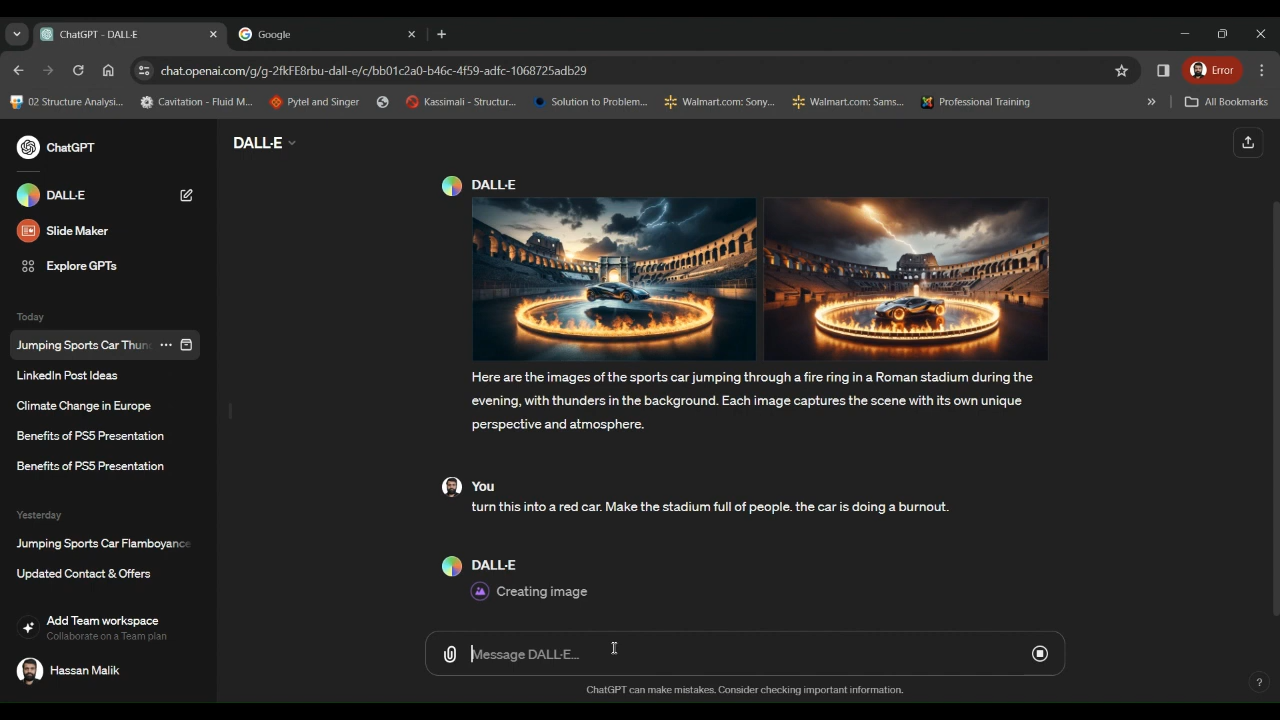 ChatGPT - DALL·E
Google
chat.openai.com/g/g-2fkFE8rbu-dall-e/c/bb01c2a0-b46c-4f59-adfc-1068725adb29
Error
02 Structure Analysi...
Cavitation - Fluid M...
Pytel and Singer
Kassimali - Structur...
Solution to Problem...
Walmart.com: Sony...
Walmart.com: Sams...
Professional Training
All Bookmarks
ChatGPT
DALL·E
Slide Maker
Explore GPTs
Today
Jumping Sports Car Thun
LinkedIn Post Ideas
Climate Change in Europe
Benefits of PS5 Presentation
Benefits of PS5 Presentation
Yesterday
Jumping Sports Car Flamboyance
Updated Contact & Offers
Add Team workspace
Collaborate on a Team plan
Hassan Malik
DALL·E
DALL·E
Here are the images of the sports car jumping through a fire ring in a Roman stadium during the
evening, with thunders in the background. Each image captures the scene with its own unique
perspective and atmosphere.
You
turn this into a red car. Make the stadium full of people. the car is doing a burnout.
DALL·E
Creating image
Message DALL·E...
ChatGPT can make mistakes. Consider checking important information.
?